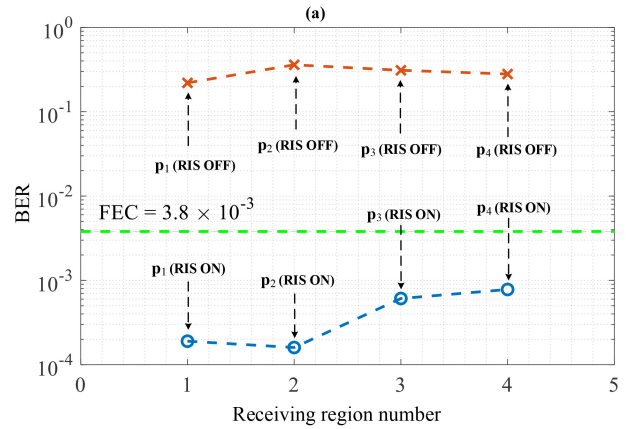 (a)
10^0
10^-1
10^-2
10^-3
10^-4
BER
p1 (RIS OFF)
p2 (RIS OFF)
p3 (RIS OFF)
p4 (RIS OFF)
FEC = 3.8 × 10^-3
p3 (RIS ON)
p4 (RIS ON)
p1 (RIS ON)
p2 (RIS ON)
0 1 2 3 4 5
Receiving region number